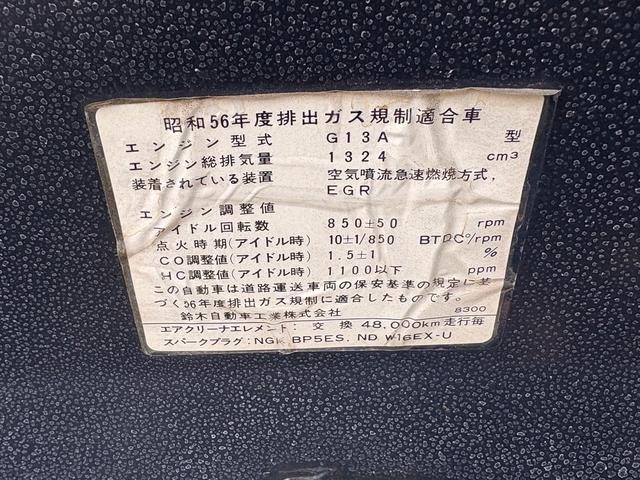 昭和56年度排出ガス規制適合車
エンジン型式 G13A 型
エンジン総排気量 1324 cm³
装着されている装置 空気噴流急速燃焼方式,
EGR
エンジン調整値
アイドル回転数 850±50 rpm
点火時期(アイドル時) 10±1/850 BTDC°/rpm
CO調整値(アイドル時) 1.5±1 %
HC調整値(アイドル時) 1100以下 ppm
この自動車は道路運送車両の保安基準の規定に基
づく56年度排出ガス規制に適合したものです。
鈴木自動車工業株式会社 8300
エアクリーナエレメント: 交換 48,000km走行毎
スパークプラグ: NGK BP5ES, ND W16EX-U